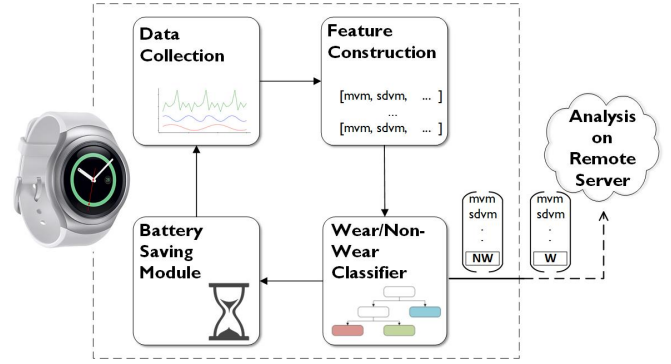 Data
Collection
Feature
Construction
[mvm, sdvm, ... ]
...
[mvm, sdvm, ... ]
Analysis
on
Remote
Server
Battery
Saving
Module
Wear/Non-
Wear
Classifier
mvm
sdvm
.
.
NW
mvm
sdvm
.
.
W